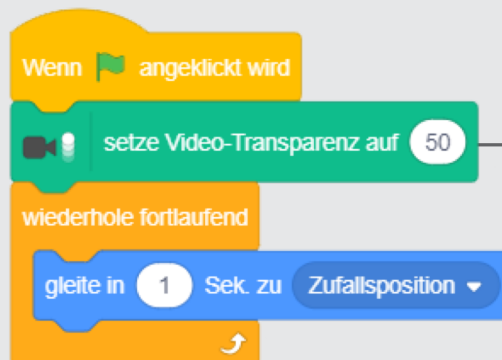 Wenn angeklickt wird
setze Video-Transparenz auf 50
wiederhole fortlaufend
gleite in 1 Sek. zu Zufallsposition